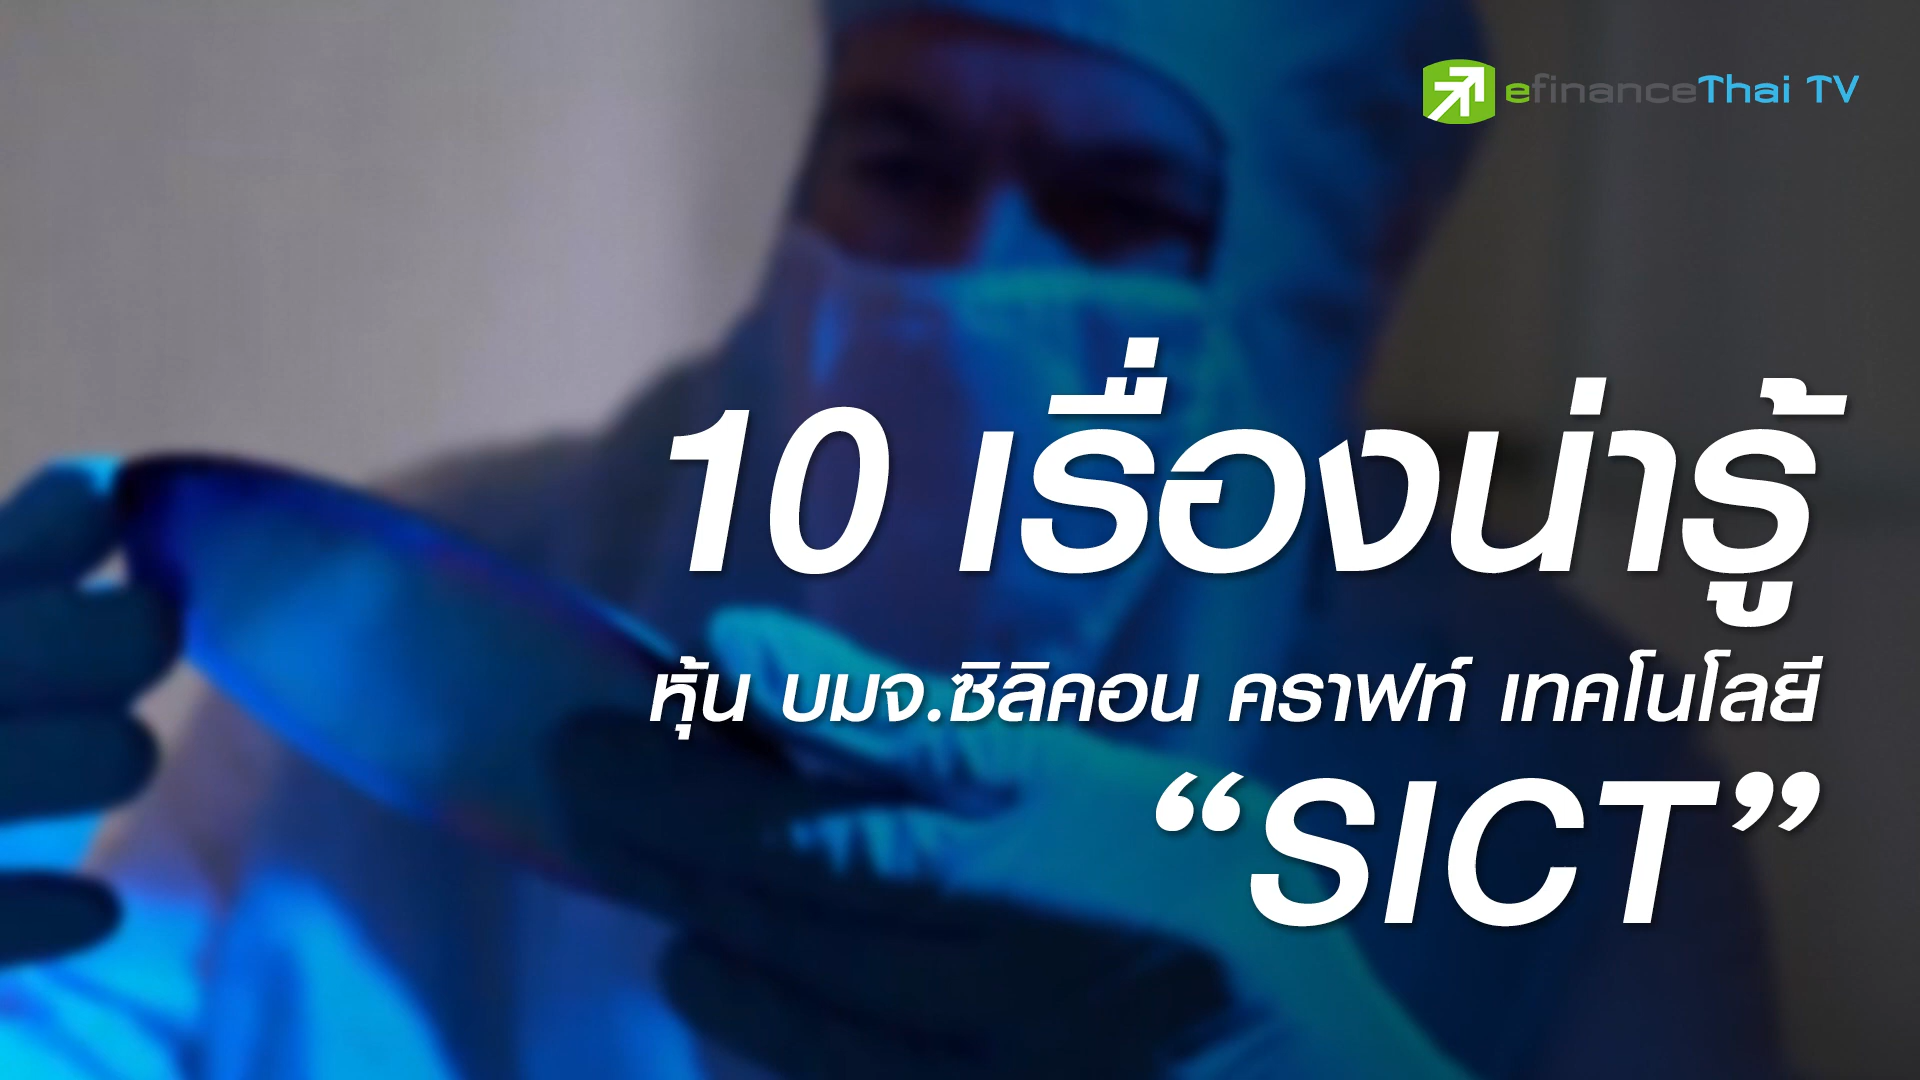 efinanceThai TV
10 เรื่องน่ารู้
หุ้น บมจ.ซิลิคอน คราฟท์ เทคโนโลยี
“SICT”